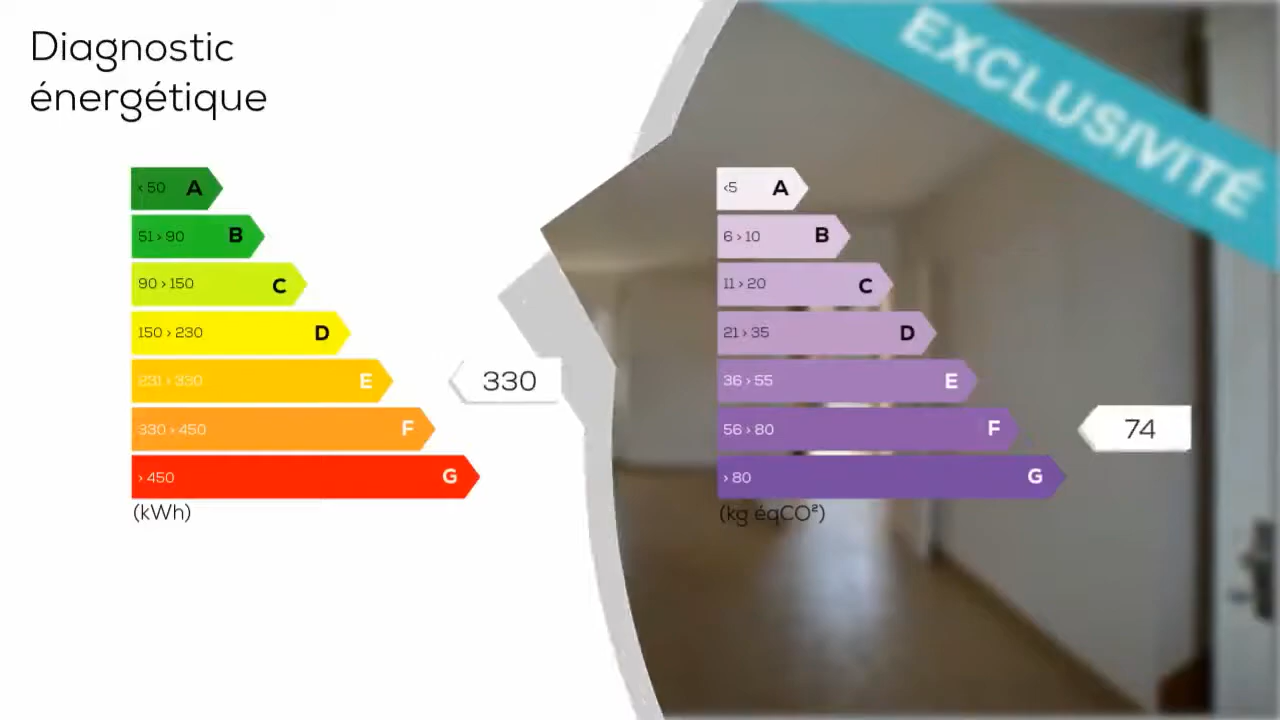 Diagnostic
énergétique
EXCLUSIVITÉ
< 50 A
51 > 90 B
90 > 150 C
150 > 230 D
231 > 330 E
330 > 450 F
> 450 G
(kWh)
330
<5 A
6 > 10 B
11 > 20 C
21 > 35 D
36 > 55 E
56 > 80 F
> 80 G
(kg éqCO²)
74